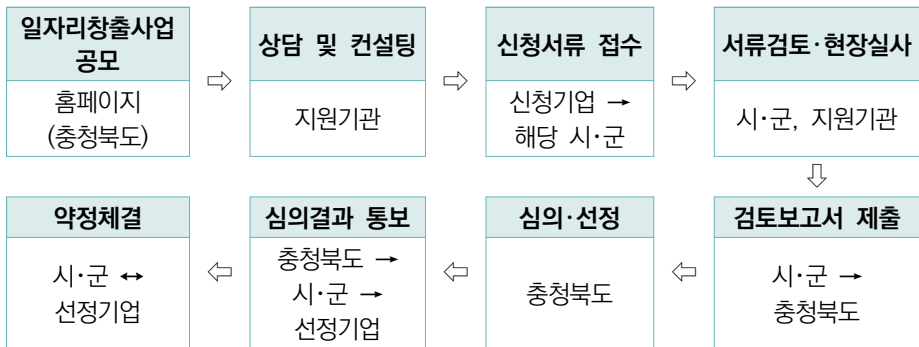 일자리창출사업
공모
홈페이지
(충청북도)
⇨
상담 및 컨설팅
지원기관
⇨
신청서류 접수
신청기업 →
해당 시·군
⇨
서류검토·현장실사
시·군, 지원기관
⇩
검토보고서 제출
시·군 →
충청북도
⇦
심의·선정
충청북도
⇦
심의결과 통보
충청북도 →
시·군 →
선정기업
⇦
약정체결
시·군 ↔
선정기업